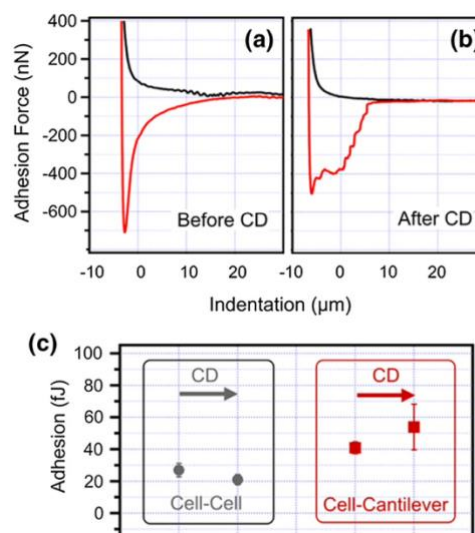 400
200
0
-200
-400
-600
Adhesion Force (nN)
(a)
(b)
Before CD
After CD
-10 0 10 20 -10 0 10 20
Indentation (µm)
(c)
100
80
60
40
20
0
Adhesion (fJ)
CD
CD
Cell-Cell
Cell-Cantilever